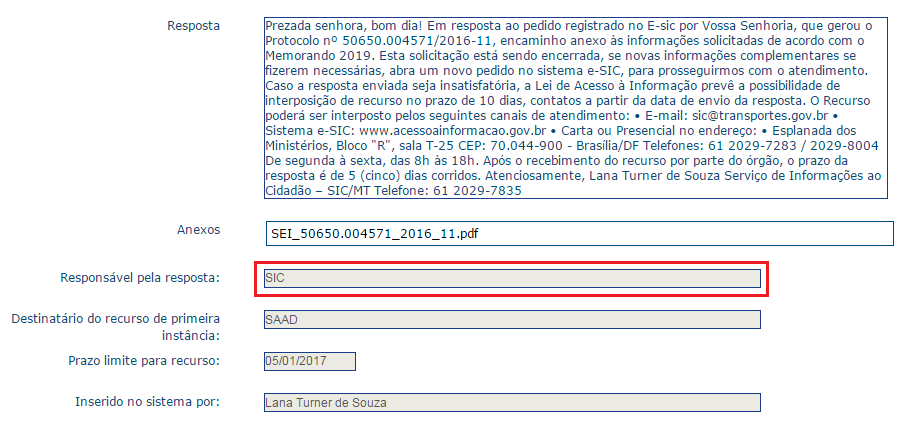 Resposta
Prezada senhora, bom dia! Em resposta ao pedido registrado no E-sic por Vossa Senhoria, que gerou o
Protocolo nº 50650.004571/2016-11, encaminho anexo às informações solicitadas de acordo com o
Memorando 2019. Esta solicitação está sendo encerrada, se novas informações complementares se
fizerem necessárias, abra um novo pedido no sistema e-SIC, para prosseguirmos com o atendimento.
Caso a resposta enviada seja insatisfatória, a Lei de Acesso à Informação prevê a possibilidade de
interposição de recurso no prazo de 10 dias, contatos a partir da data de envio da resposta. O Recurso
poderá ser interposto pelos seguintes canais de atendimento: • E-mail: sic@transportes.gov.br •
Sistema e-SIC: www.acessoainformacao.gov.br • Carta ou Presencial no endereço: • Esplanada dos
Ministérios, Bloco "R", sala T-25 CEP: 70.044-900 - Brasília/DF Telefones: 61 2029-7283 / 2029-8004
De segunda à sexta, das 8h às 18h. Após o recebimento do recurso por parte do órgão, o prazo da
resposta é de 5 (cinco) dias corridos. Atenciosamente, Lana Turner de Souza Serviço de Informações ao
Cidadão – SIC/MT Telefone: 61 2029-7835
Anexos
SEI_50650.004571_2016_11.pdf
Responsável pela resposta:
SIC
Destinatário do recurso de primeira
instância:
SAAD
Prazo limite para recurso:
05/01/2017
Inserido no sistema por:
Lana Turner de Souza